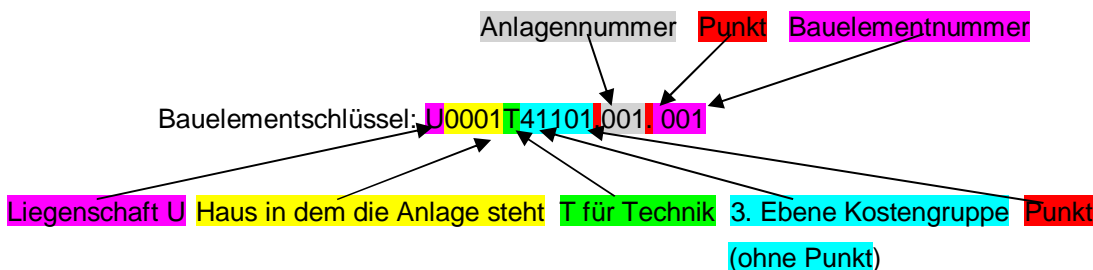 Anlagennummer Punkt Bauelementnummer
Bauelementschlüssel: U0001T41101.001. 001
Liegenschaft U Haus in dem die Anlage steht T für Technik 3. Ebene Kostengruppe Punkt
(ohne Punkt)